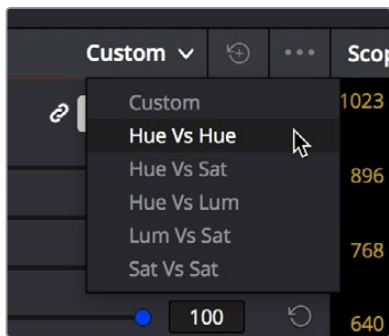 Custom
Scop
Custom
Hue Vs Hue
Hue Vs Sat
Hue Vs Lum
Lum Vs Sat
Sat Vs Sat
1023
896
768
640
100